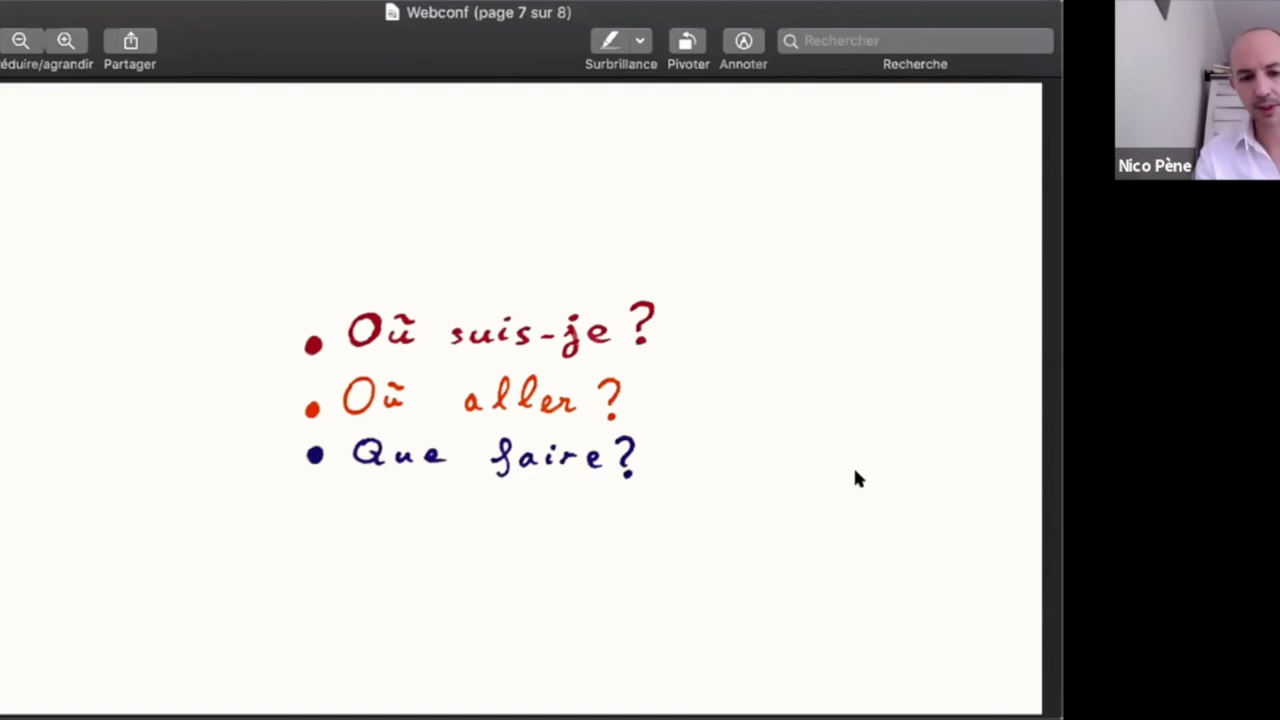 Webconf (page 7 sur 8)
éduire/agrandir
Partager
Surbrillance
Pivoter
Annoter
Rechercher
Recherche
Nico Pène
• Où suis-je ?
• Où aller ?
• Que faire ?